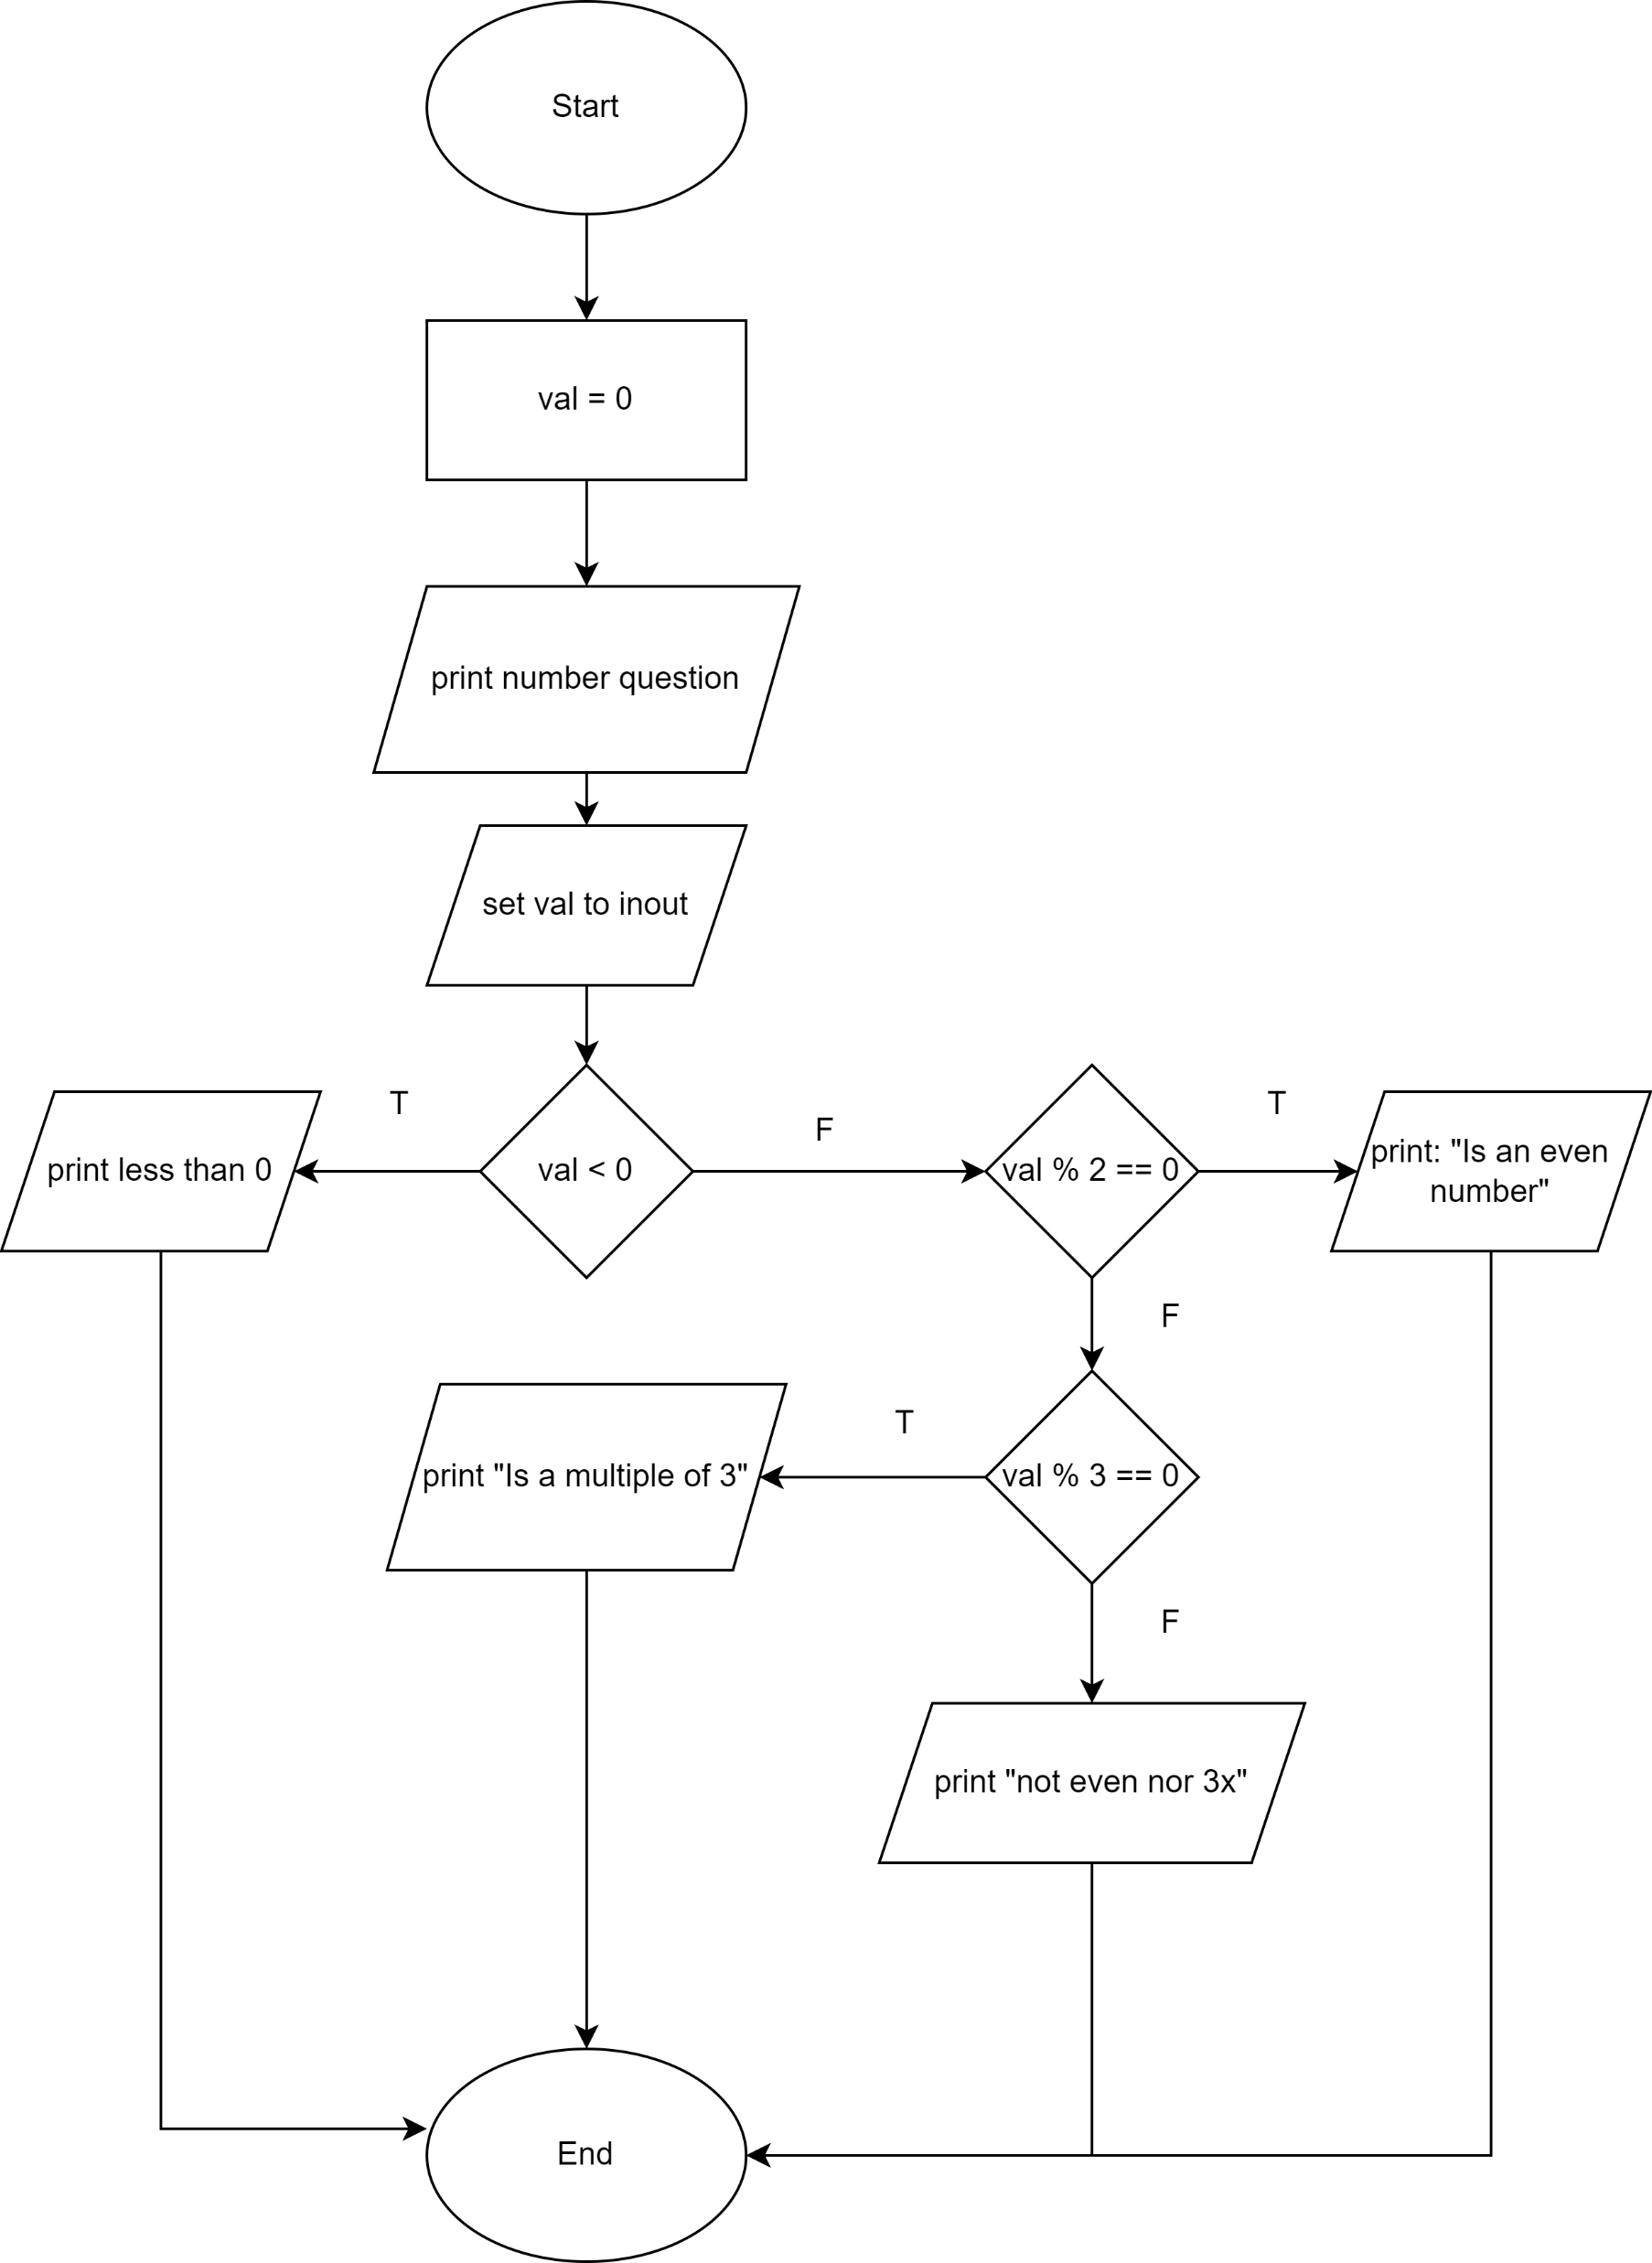 Start
val = 0
print number question
set val to inout
T
F
T
print less than 0
val < 0
val % 2 == 0
print: "Is an even
number"
F
T
print "Is a multiple of 3"
val % 3 == 0
F
print "not even nor 3x"
End